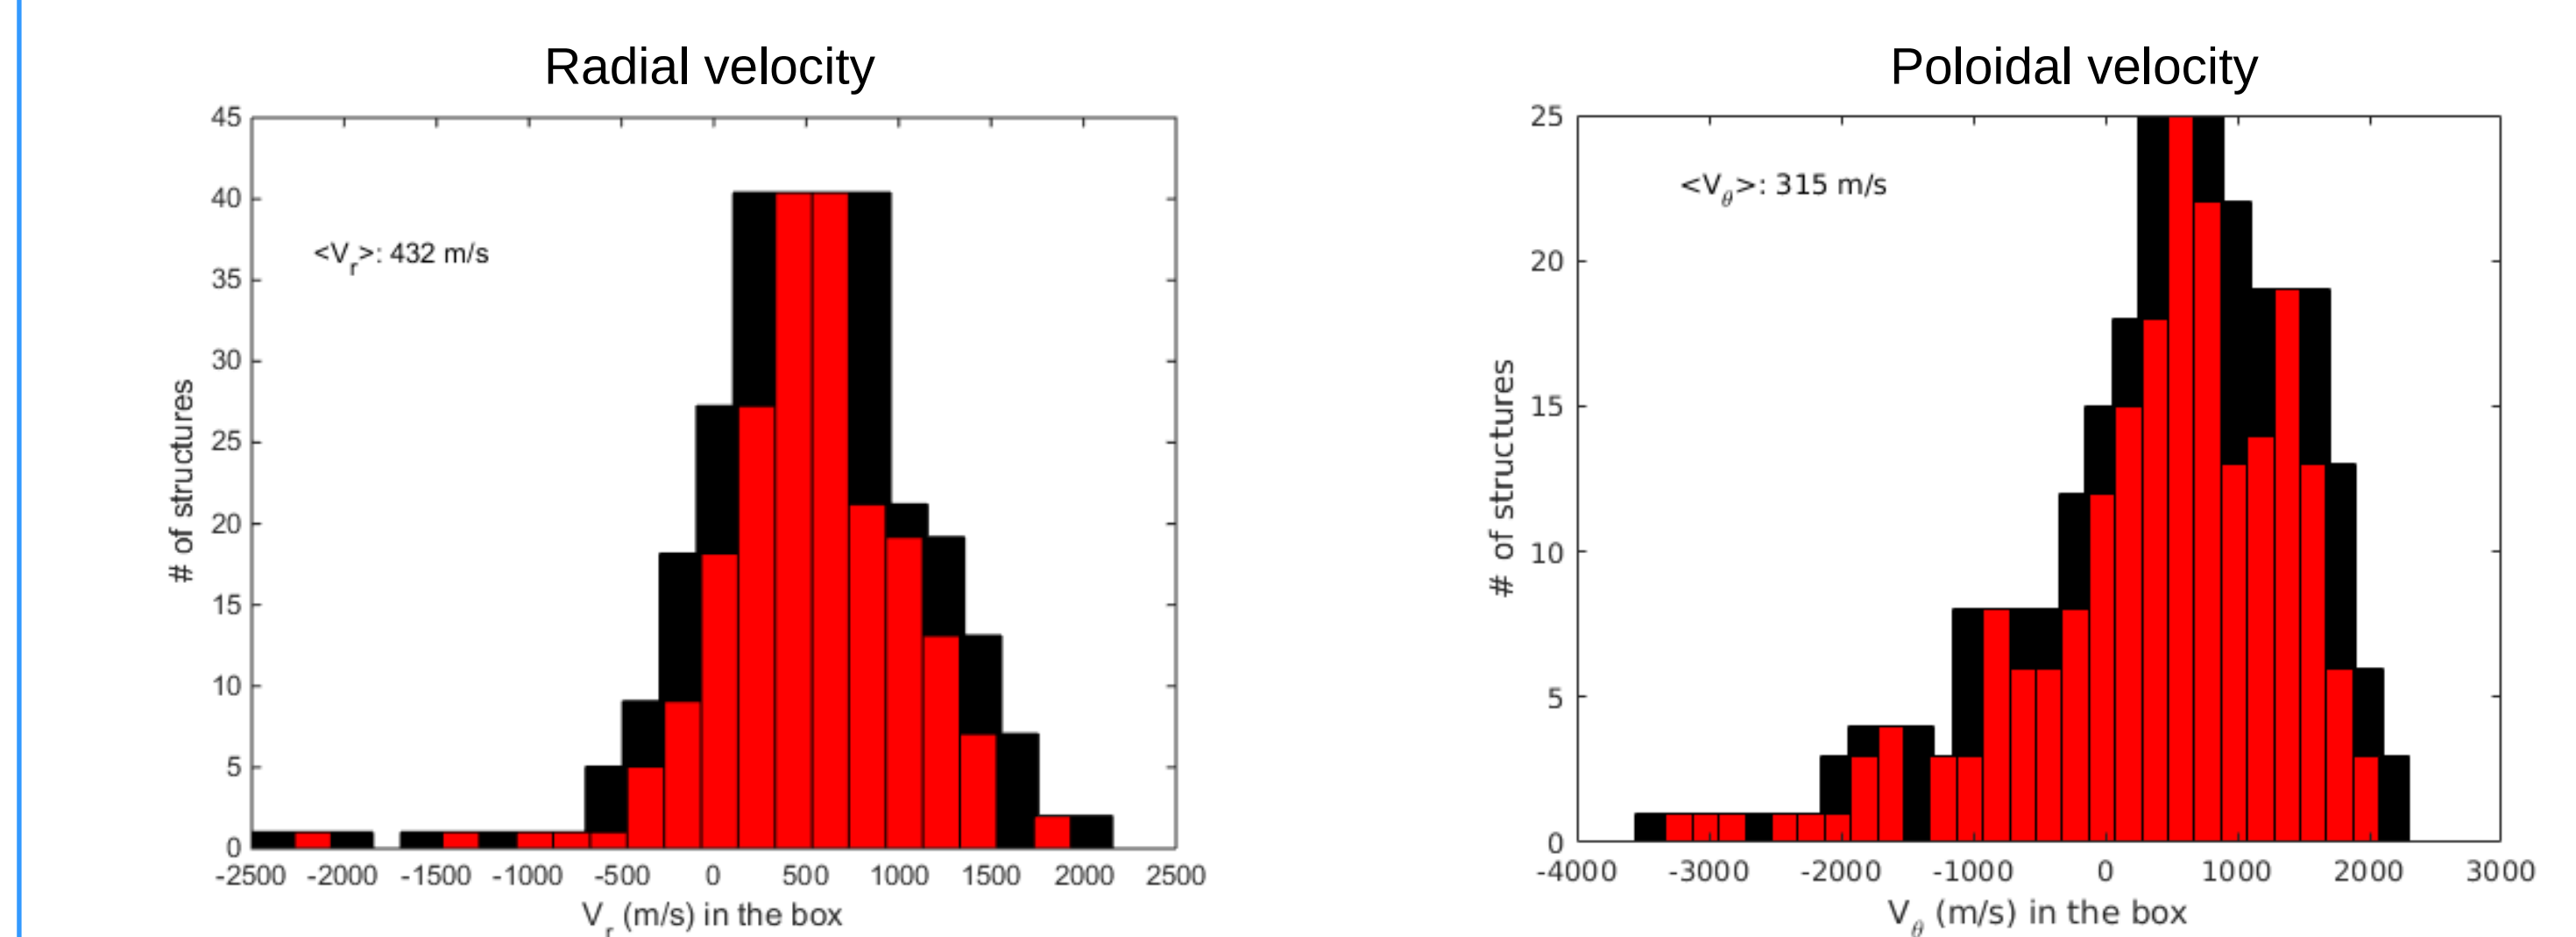 Radial velocity
45
40
35
30
25
20
15
10
5
0
# of structures
<Vr>: 432 m/s
-2500 -2000 -1500 -1000 -500 0 500 1000 1500 2000 2500
Vr (m/s) in the box
Poloidal velocity
25
20
15
10
5
0
# of structures
<Vθ>: 315 m/s
-4000 -3000 -2000 -1000 0 1000 2000 3000
Vθ (m/s) in the box